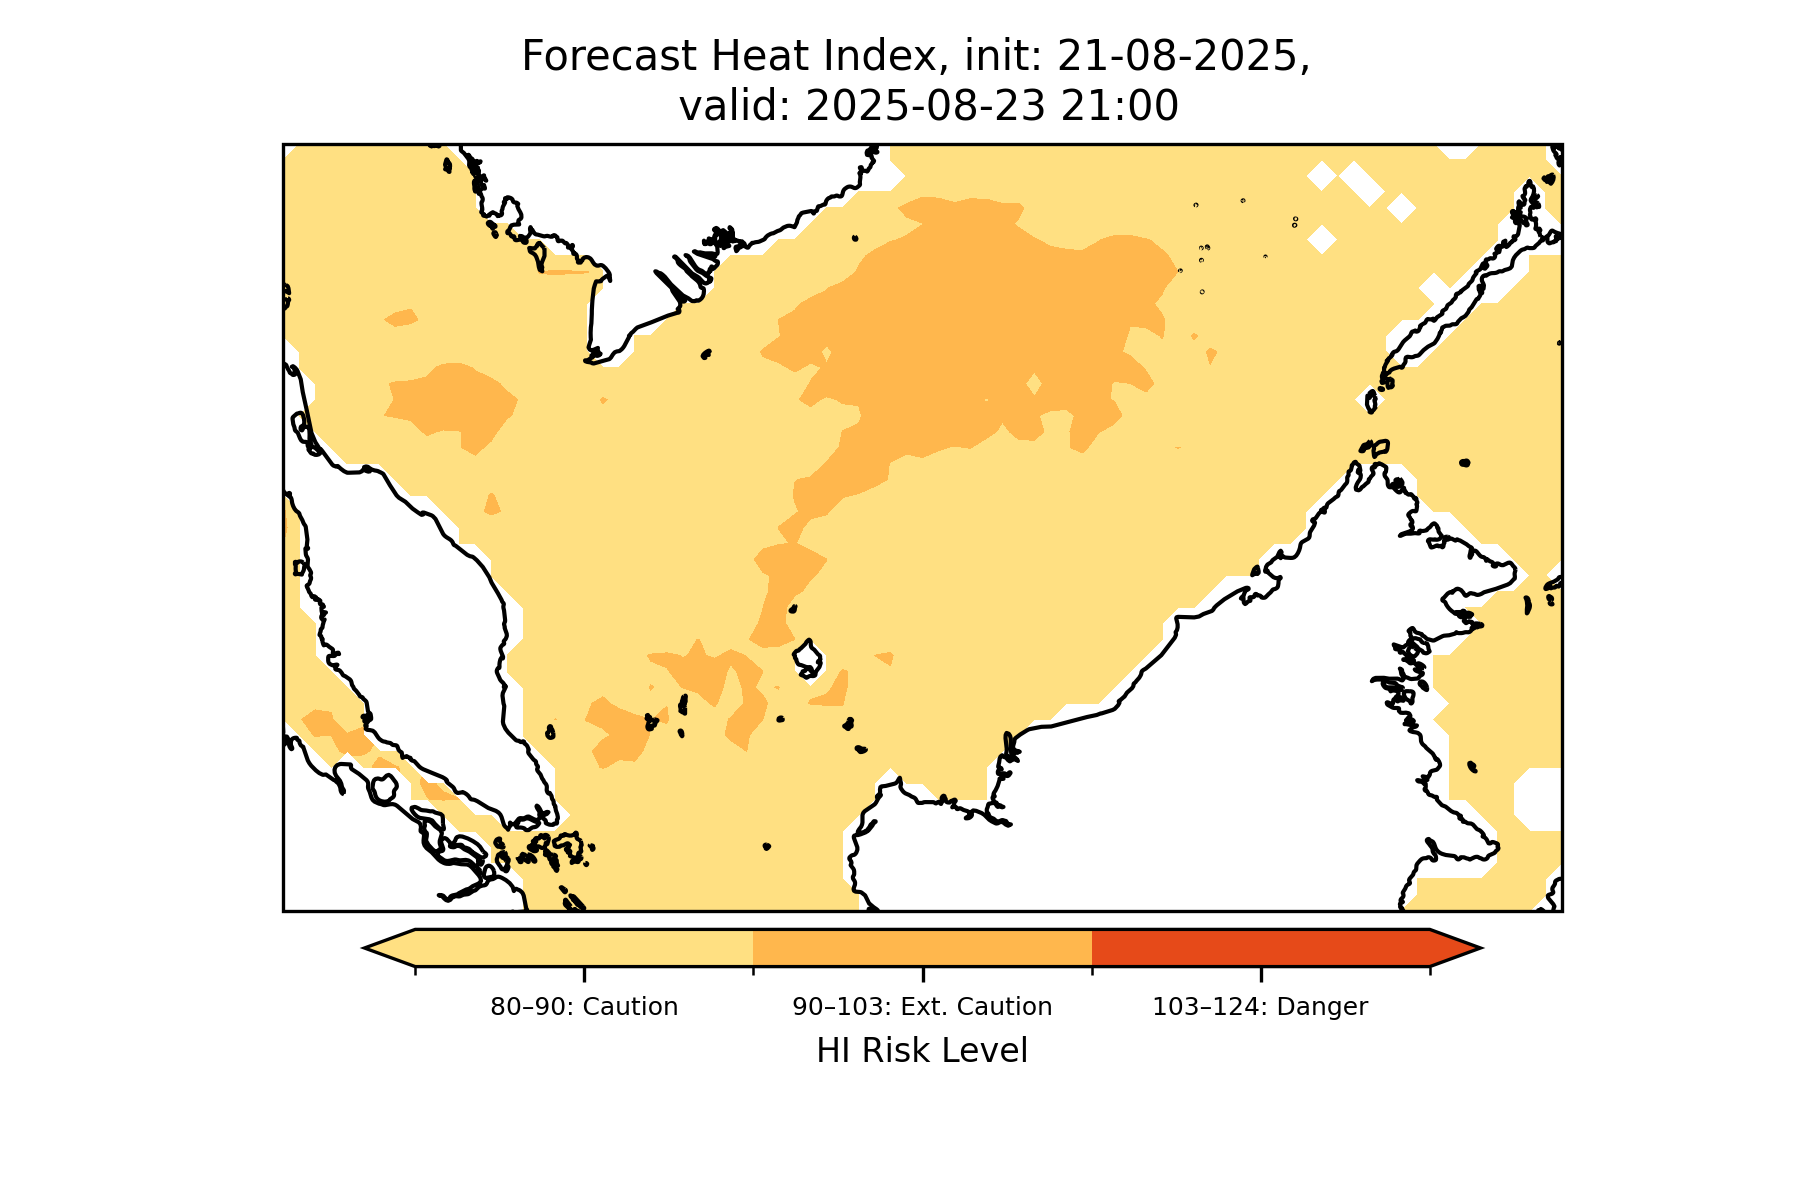 Forecast Heat Index, init: 21-08-2025,
valid: 2025-08-23 21:00
80–90: Caution
90–103: Ext. Caution
103–124: Danger
HI Risk Level